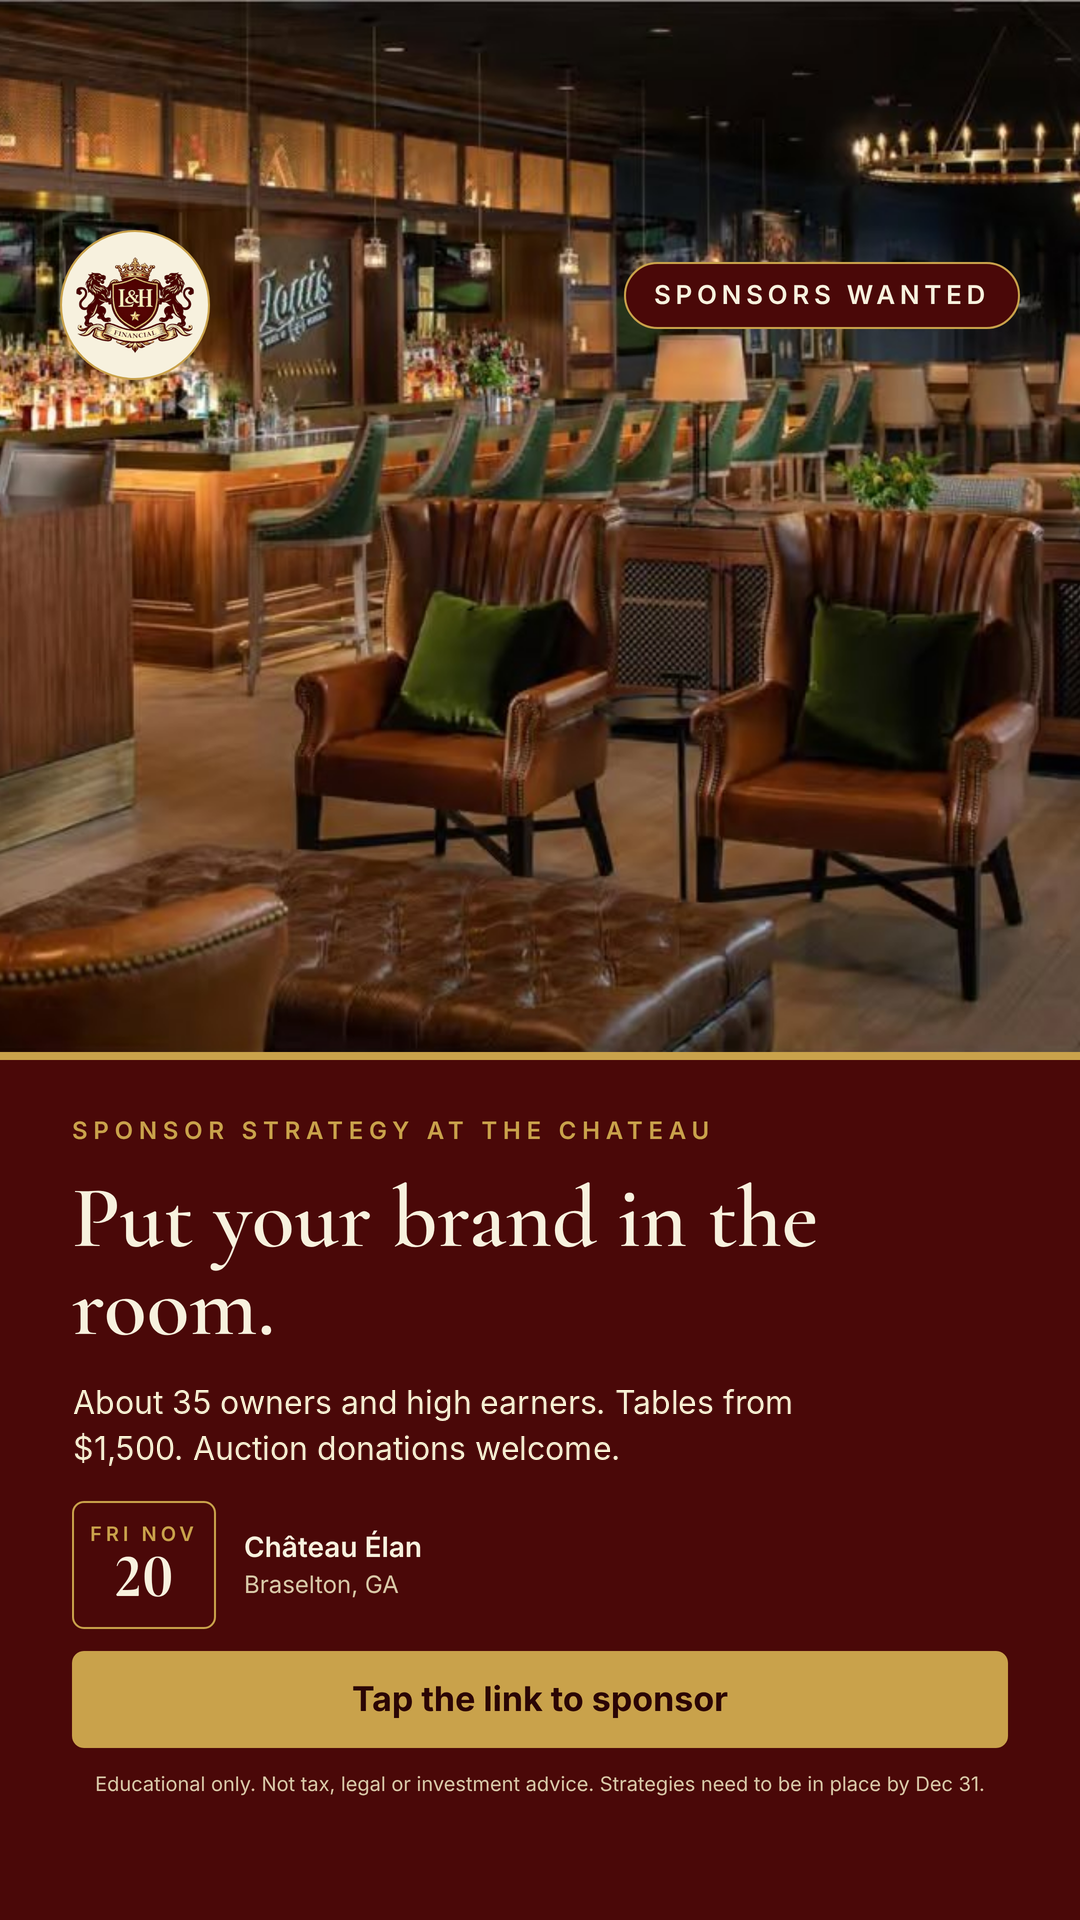 L&H
FINANCIAL
Louis'
SPONSORS WANTED
SPONSOR STRATEGY AT THE CHATEAU
Put your brand in the
room.
About 35 owners and high earners. Tables from
$1,500. Auction donations welcome.
FRI NOV
20
Château Élan
Braselton, GA
Tap the link to sponsor
Educational only. Not tax, legal or investment advice. Strategies need to be in place by Dec 31.